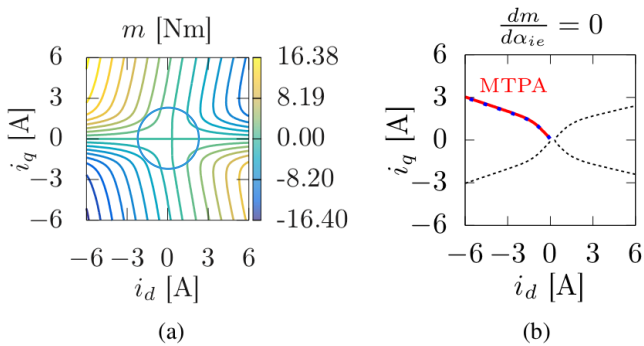 m [Nm]
6
3
0
−3
−6
i_q [A]
−6 −3 0 3 6
i_d [A]
16.38
8.19
0.00
-8.20
-16.40
(a)
dm/dα_ie = 0
MTPA
6
3
0
−3
−6
i_q [A]
−6 −3 0 3 6
i_d [A]
(b)